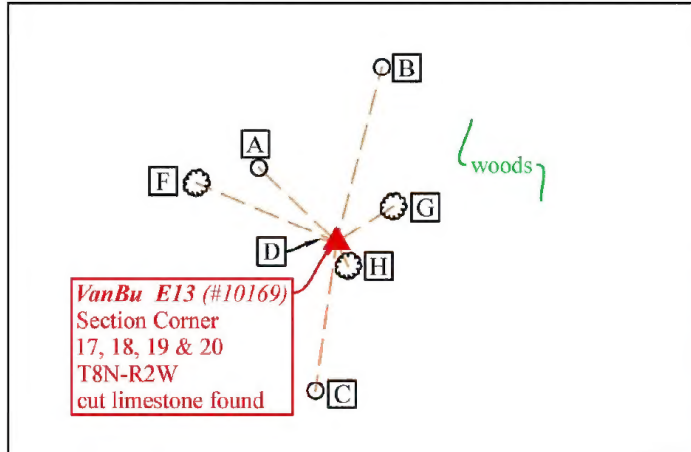 B
A
woods
F
G
D
H
VanBu E13 (#10169)
Section Corner
17, 18, 19 & 20
T8N-R2W
cut limestone found
C